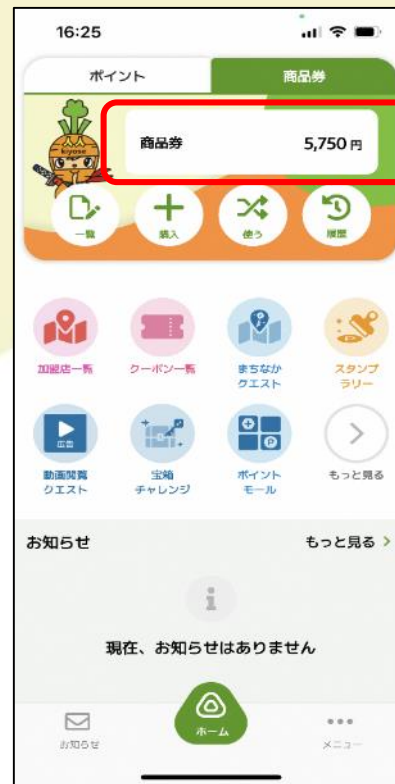 16:25
ポイント
商品券
kiyose
商品券
5,750 円
一覧
購入
使う
履歴
加盟店一覧
クーポン一覧
まちなか
クエスト
スタンプ
ラリー
広告
動画閲覧
クエスト
宝箱
チャレンジ
P
ポイント
モール
もっと見る
お知らせ
もっと見る
現在、お知らせはありません
お知らせ
ホーム
メニュー